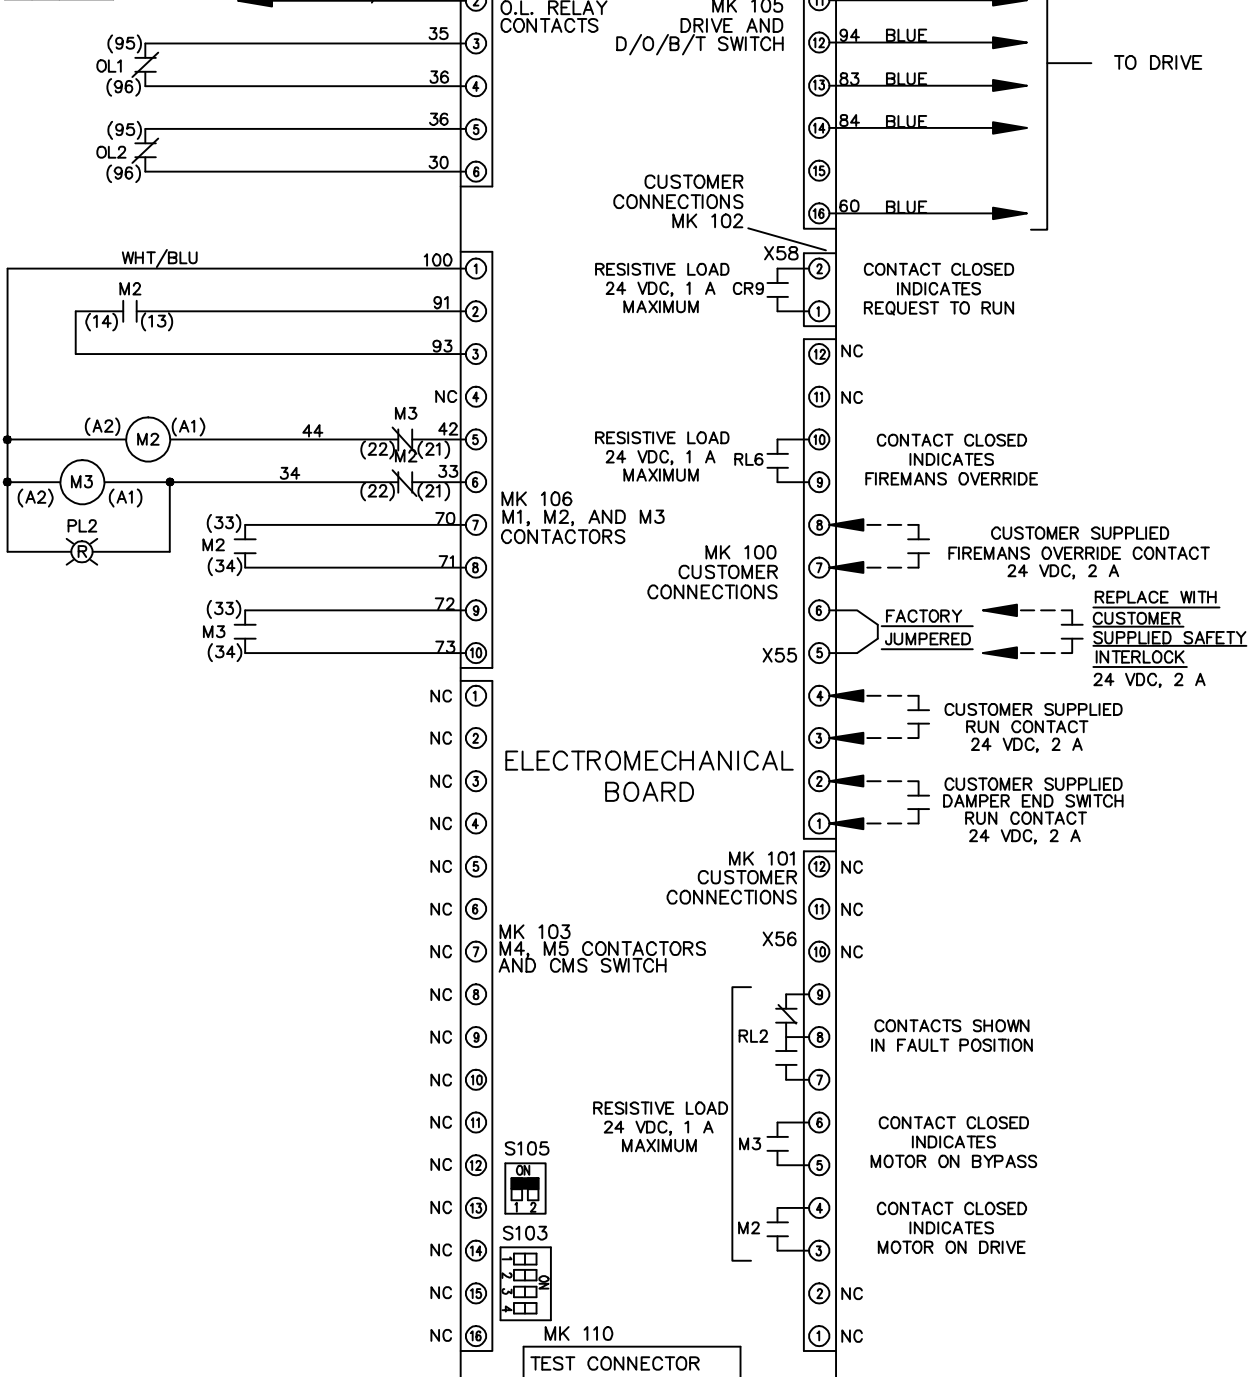 2
O.L. RELAY
CONTACTS
(95)
OL1
(96)
35
3
36
4
(95)
OL2
(96)
36
5
30
6
MK 105
DRIVE AND
D/O/B/T SWITCH
11
12 94 BLUE
13 83 BLUE
14 84 BLUE
15
16 60 BLUE
TO DRIVE
CUSTOMER
CONNECTIONS
MK 102
WHT/BLU
100
1
M2
(14) (13)
91
2
93
3
NC 4
(A2) M2 (A1)
44
M3
(22) (21)
42
5
(A2) M3 (A1)
34
M2
(22) (21)
33
6
PL2
R
MK 106
M1, M2, AND M3
CONTACTORS
(33)
M2
(34)
70
7
71
8
(33)
M3
(34)
72
9
73
10
X58
RESISTIVE LOAD
24 VDC, 1 A
MAXIMUM
CR9
2
1
CONTACT CLOSED
INDICATES
REQUEST TO RUN
12 NC
11 NC
RESISTIVE LOAD
24 VDC, 1 A
MAXIMUM
RL6
10
9
CONTACT CLOSED
INDICATES
FIREMANS OVERRIDE
8
7
CUSTOMER SUPPLIED
FIREMANS OVERRIDE CONTACT
24 VDC, 2 A
MK 100
CUSTOMER
CONNECTIONS
6
5
FACTORY
JUMPERED
REPLACE WITH
CUSTOMER
SUPPLIED SAFETY
INTERLOCK
24 VDC, 2 A
X55
4
3
CUSTOMER SUPPLIED
RUN CONTACT
24 VDC, 2 A
2
1
CUSTOMER SUPPLIED
DAMPER END SWITCH
RUN CONTACT
24 VDC, 2 A
ELECTROMECHANICAL
BOARD
NC 1
NC 2
NC 3
NC 4
NC 5
NC 6
NC 7
NC 8
NC 9
NC 10
NC 11
NC 12
NC 13
NC 14
NC 15
NC 16
MK 103
M4, M5 CONTACTORS
AND CMS SWITCH
MK 101
CUSTOMER
CONNECTIONS
X56
12 NC
11 NC
10 NC
RL2
9
8
7
CONTACTS SHOWN
IN FAULT POSITION
RESISTIVE LOAD
24 VDC, 1 A
MAXIMUM
M3
6
5
CONTACT CLOSED
INDICATES
MOTOR ON BYPASS
M2
4
3
CONTACT CLOSED
INDICATES
MOTOR ON DRIVE
2 NC
1 NC
S105
ON
1 2
S103
1
2
3
4
ON
MK 110
TEST CONNECTOR